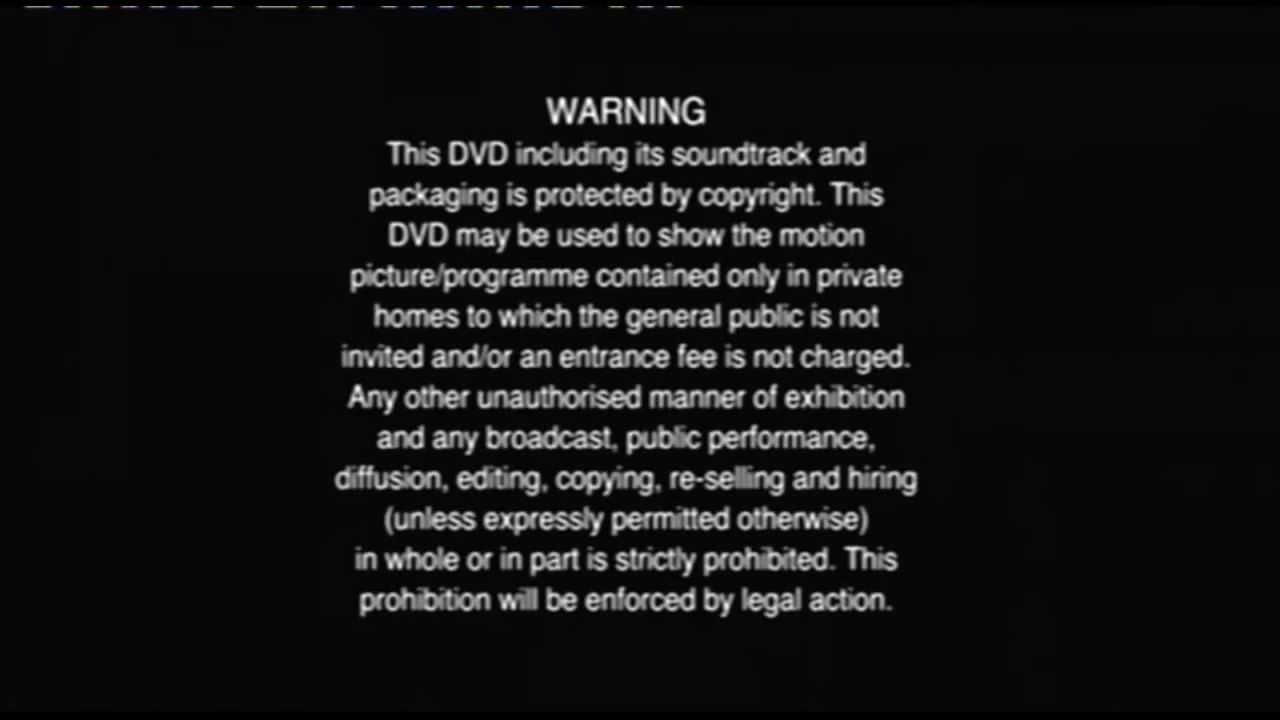 WARNING
This DVD including its soundtrack and
packaging is protected by copyright. This
DVD may be used to show the motion
picture/programme contained only in private
homes to which the general public is not
invited and/or an entrance fee is not charged.
Any other unauthorised manner of exhibition
and any broadcast, public performance,
diffusion, editing, copying, re-selling and hiring
(unless expressly permitted otherwise)
in whole or in part is strictly prohibited. This
prohibition will be enforced by legal action.